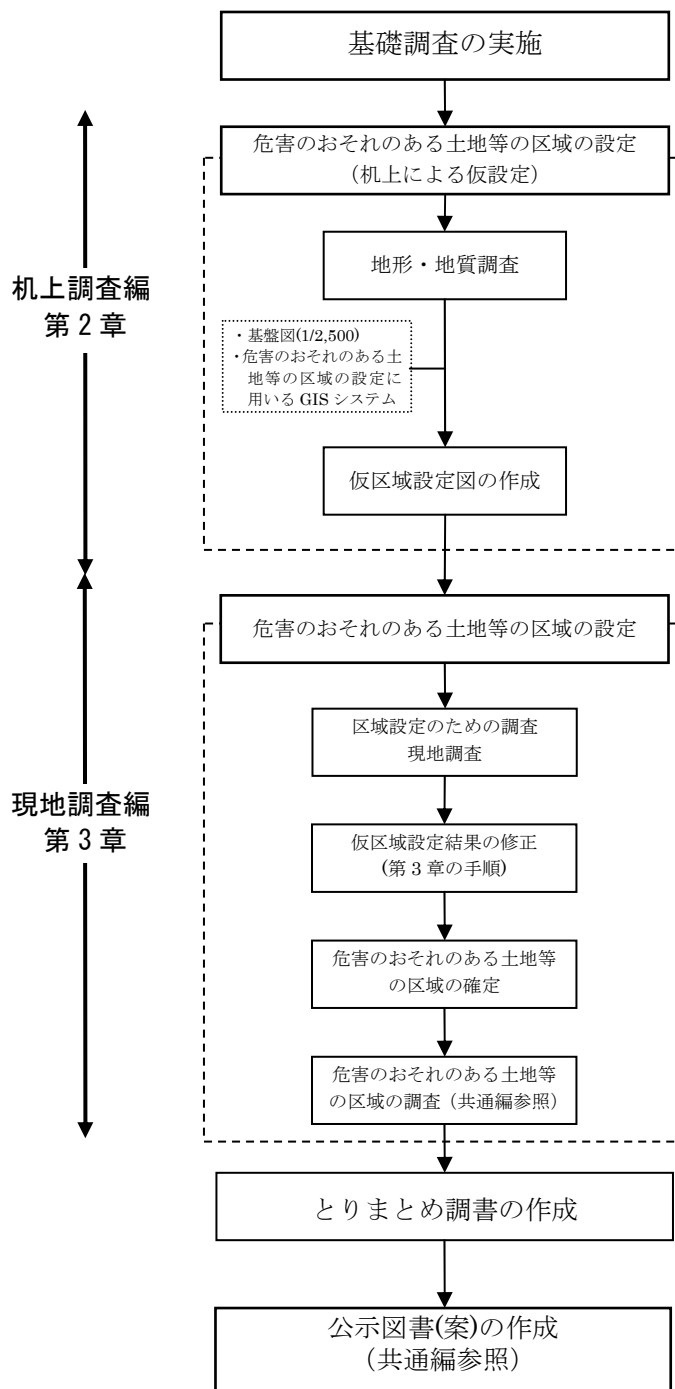 基礎調査の実施
危害のおそれのある土地等の区域の設定
（机上による仮設定）
地形・地質調査
机上調査編
第２章
・基盤図(1/2,500)
・危害のおそれのある土
地等の区域の設定に
用いる GIS システム
仮区域設定図の作成
危害のおそれのある土地等の区域の設定
区域設定のための調査
現地調査
現地調査編
第３章
仮区域設定結果の修正
(第 3 章の手順)
危害のおそれのある土地等
の区域の確定
危害のおそれのある土地等
の区域の調査（共通編参照）
とりまとめ調書の作成
公示図書(案)の作成
（共通編参照）